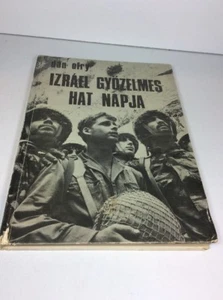 dan ofry
IZRAEL GYŐZELMES
HAT NAPJA